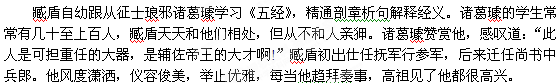 臧盾自幼跟从征士琅邪诸葛璩学习《五经》，精通剖章析句解释经义。诸葛璩的学生常
常有几十至上百人，臧盾天天和他们相处，但从不和人亲狎。诸葛璩赞赏他，感叹道：“此
人是可担重任的大器，是辅佐帝王的大才啊!”臧盾初出仕任抚军行参军，后来迁任尚书中
兵郎。他风度潇洒，仪容俊美，举止优雅，每当他趋拜奏事，高祖见了他都很高兴。